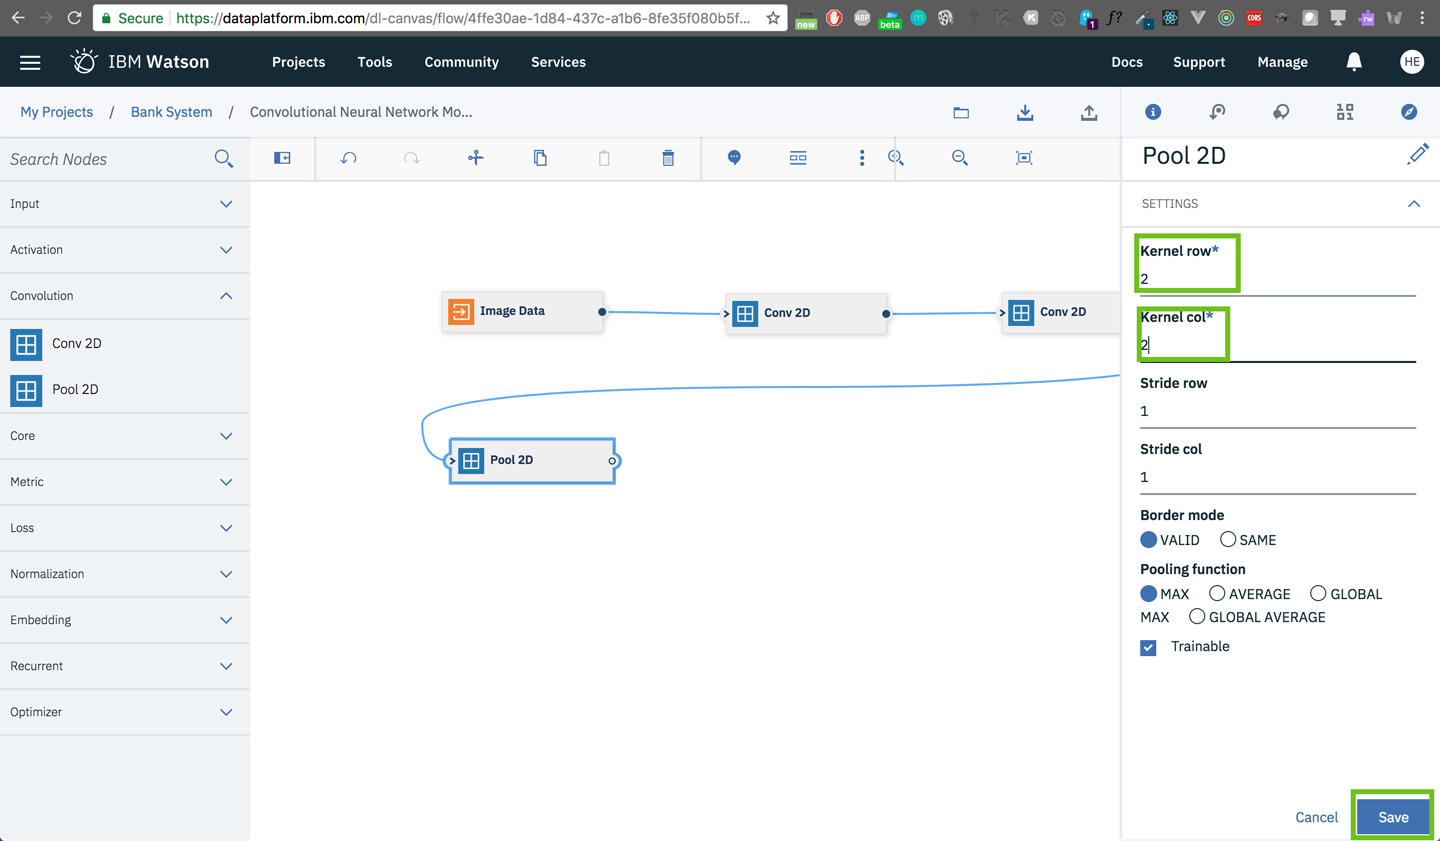 Secure
https://dataplatform.ibm.com/dl-canvas/flow/4ffe30ae-1d84-437c-a1b6-8fe35f080b5f...
new
ABP
beta
m
K
f?
1
CORS
rw
IBM Watson
Projects
Tools
Community
Services
Docs
Support
Manage
HE
My Projects / Bank System / Convolutional Neural Network Mo...
Search Nodes
Input
Activation
Convolution
Conv 2D
Pool 2D
Core
Metric
Loss
Normalization
Embedding
Recurrent
Optimizer
Image Data
Conv 2D
Conv 2D
Pool 2D
Pool 2D
SETTINGS
Kernel row*
2
Kernel col*
2
Stride row
1
Stride col
1
Border mode
VALID SAME
Pooling function
MAX AVERAGE GLOBAL
MAX GLOBAL AVERAGE
Trainable
Cancel
Save